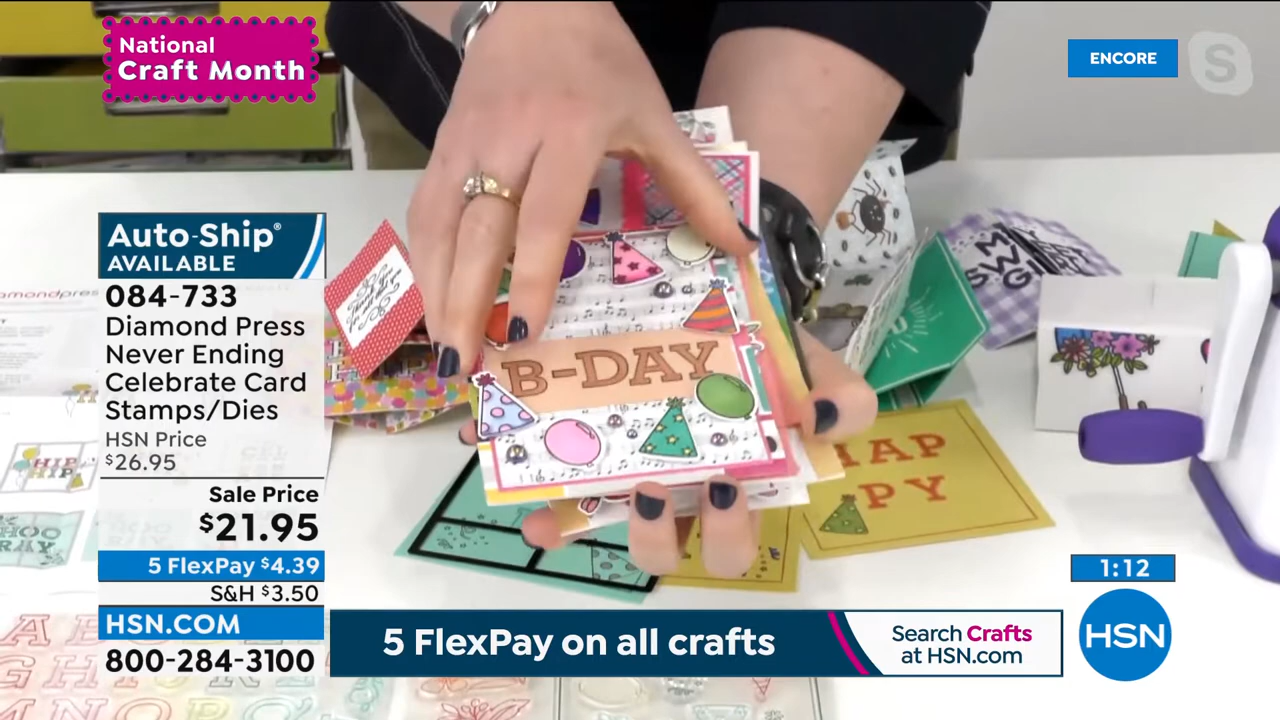 National
Craft Month
ENCORE
S
Auto-Ship®
AVAILABLE
084-733
Diamond Press
Never Ending
Celebrate Card
Stamps/Dies
HSN Price
$26.95
Sale Price
$21.95
5 FlexPay $4.39
S&H $3.50
HSN.COM
800-284-3100
B-DAY
HAP
PY
HIP
HIP
1:12
5 FlexPay on all crafts
Search Crafts
at HSN.com
HSN